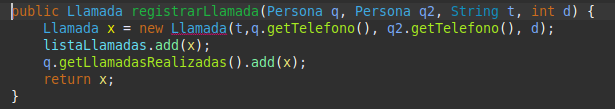 public Llamada registrarLlamada(Persona q, Persona q2, String t, int d) {
Llamada x = new Llamada(t,q.getTelefono(), q2.getTelefono(), d);
listaLlamadas.add(x);
q.getLlamadasRealizadas().add(x);
return x;
}